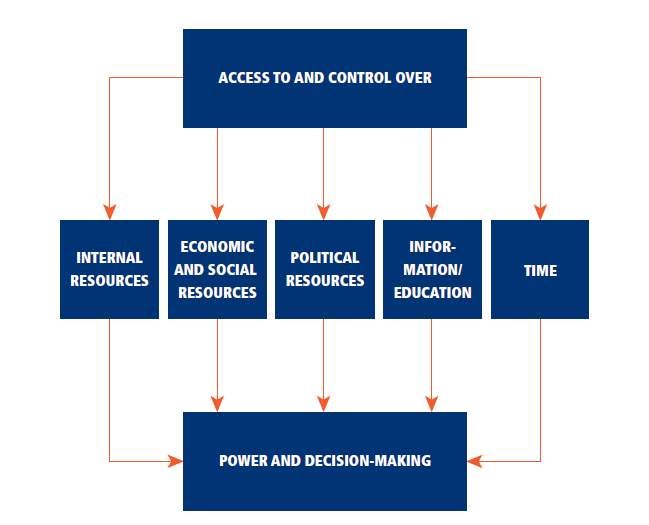 ACCESS TO AND CONTROL OVER
INTERNAL
RESOURCES
ECONOMIC
AND SOCIAL
RESOURCES
POLITICAL
RESOURCES
INFOR-
MATION/
EDUCATION
TIME
POWER AND DECISION-MAKING